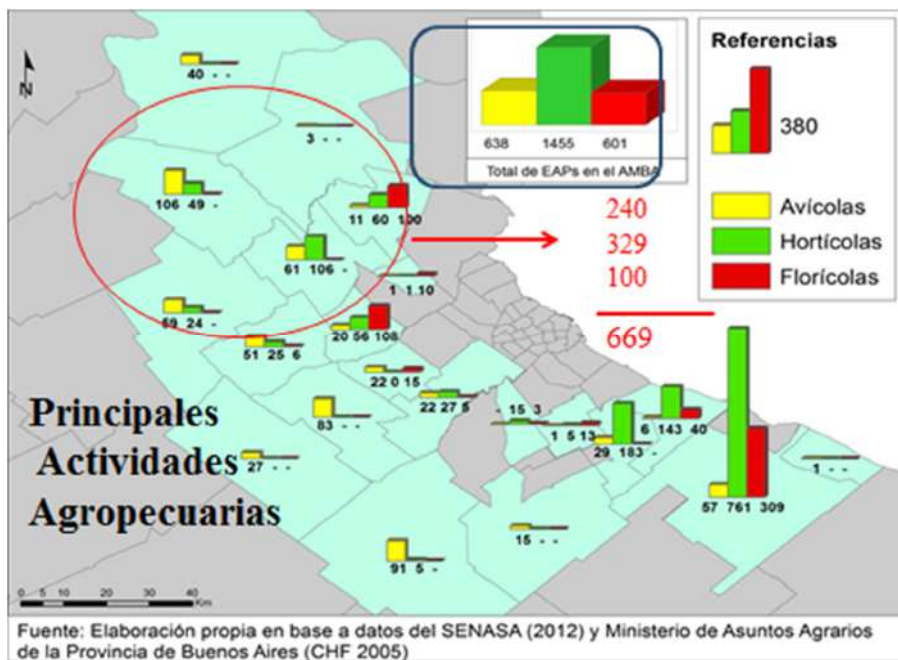 638 1455 601
Total de EAPs en el AMBA
Referencias
380
Avícolas
Hortícolas
Florícolas
N
40 - -
3 - -
106 49 -
11 60 100
61 106 -
1 1 10
59 24 -
51 25 6
20 56 108
22 0 15
22 27 5
83 - -
- 15 3
1 5 13
29 183 -
6 143 40
27 - -
57 761 309
1 - -
15 - -
91 5 -
240
329
100
669
Principales
Actividades
Agropecuarias
0 5 10 20 30 40
Km
Fuente: Elaboración propia en base a datos del SENASA (2012) y Ministerio de Asuntos Agrarios
de la Provincia de Buenos Aires (CHF 2005)